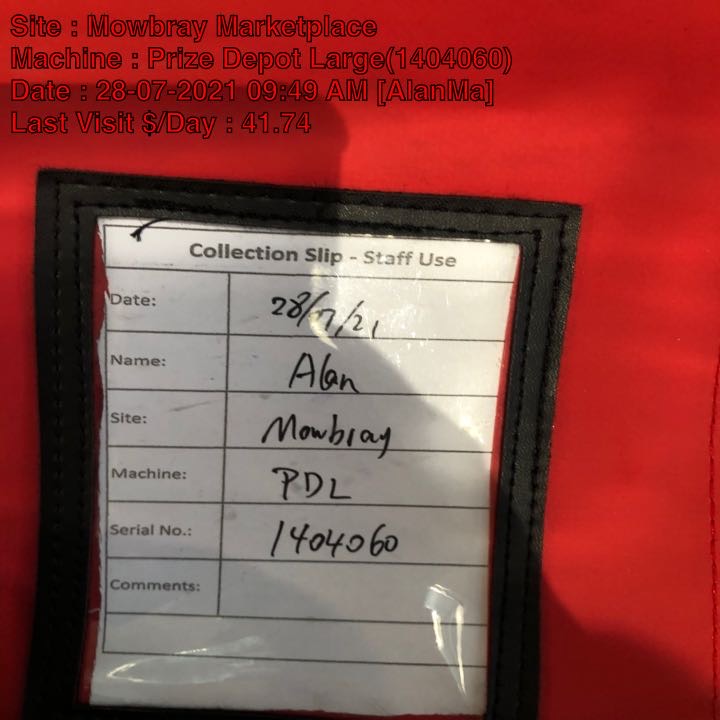 Site : Mowbray Marketplace
Machine : Prize Depot Large(1404060)
Date : 28-07-2021 09:49 AM [AlanMa]
Last Visit $/Day : 41.74
Collection Slip - Staff Use
Date: 28/7/21
Name: Alan
Site: Mowbray
Machine: PDL
Serial No.: 1404060
Comments: